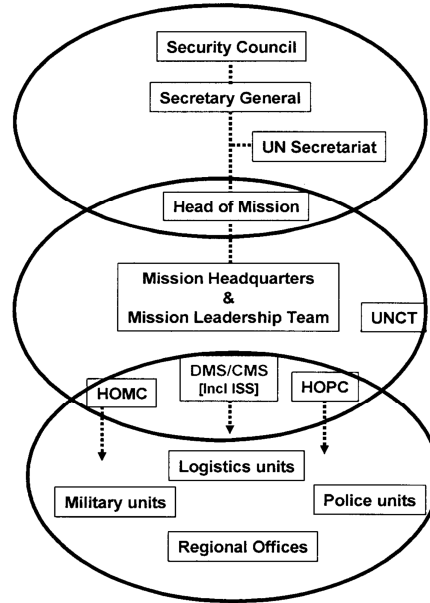 Security Council
Secretary General
UN Secretariat
Head of Mission
Mission Headquarters
&
Mission Leadership Team
UNCT
DMS/CMS
[Incl ISS]
HOMC
HOPC
Logistics units
Military units
Police units
Regional Offices